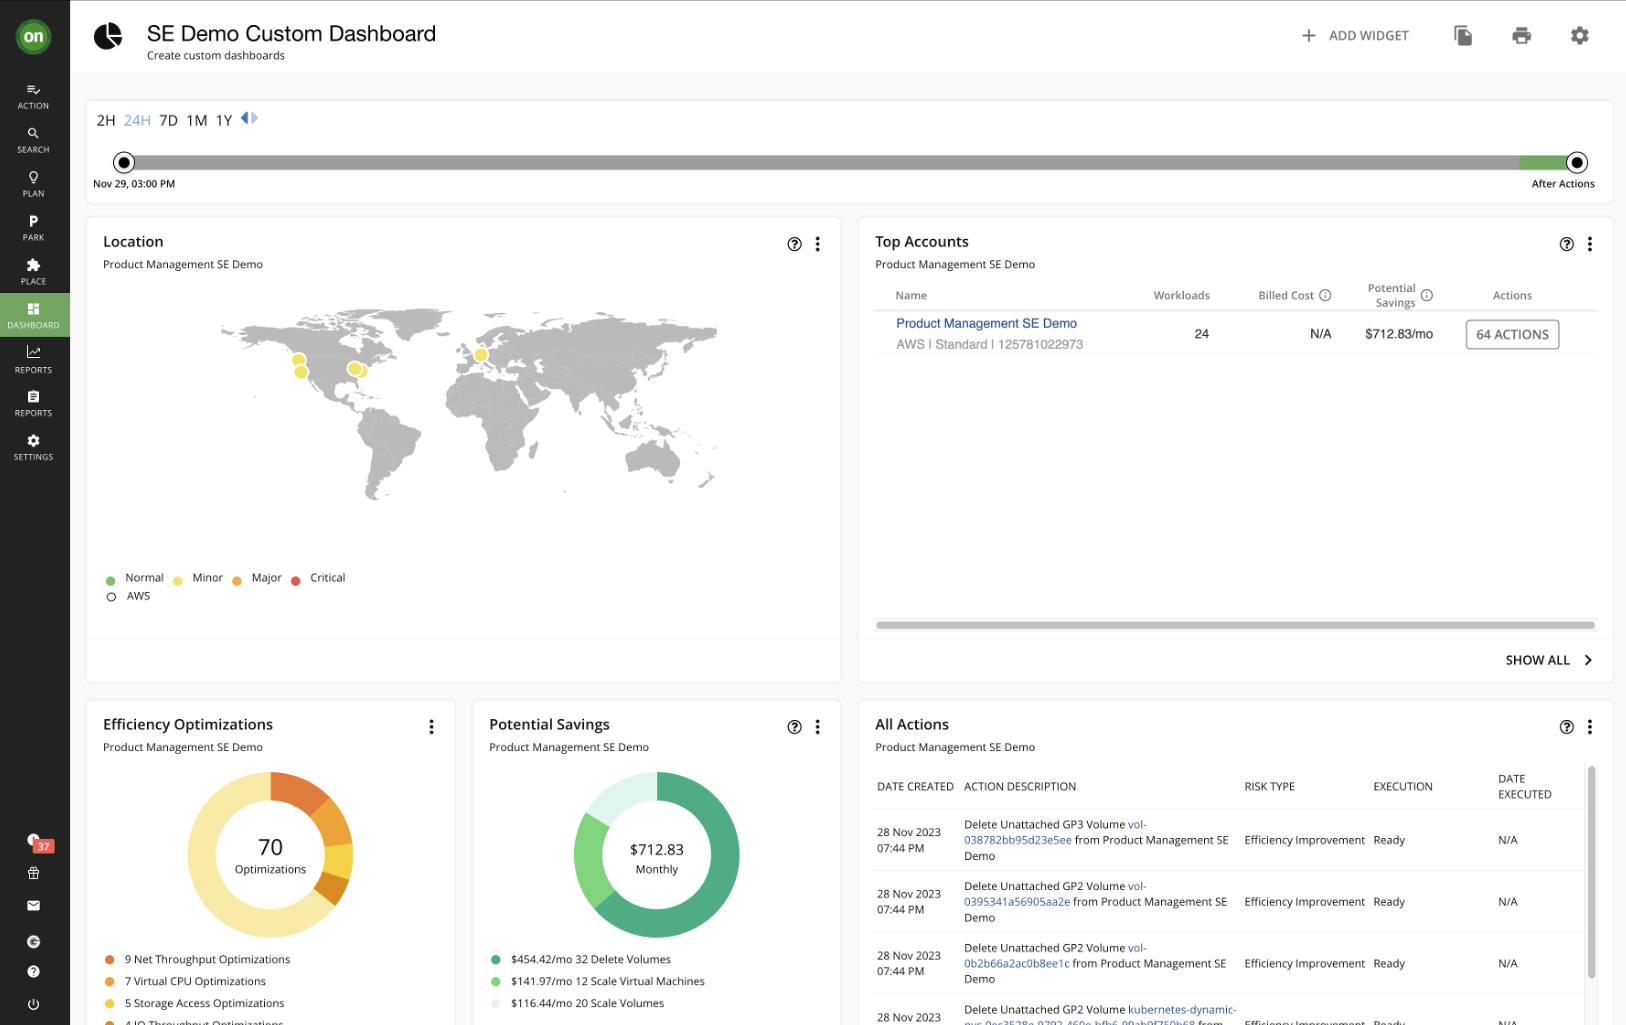 on
ACTION
SEARCH
PLAN
P
PARK
PLACE
DASHBOARD
REPORTS
REPORTS
SETTINGS
37
SE Demo Custom Dashboard
Create custom dashboards
ADD WIDGET
2H 24H 7D 1M 1Y
Nov 29, 03:00 PM
After Actions
Location
Product Management SE Demo
Normal Minor Major Critical
AWS
Top Accounts
Product Management SE Demo
Name Workloads Billed Cost Potential Savings Actions
Product Management SE Demo 24 N/A $712.83/mo 64 ACTIONS
AWS | Standard | 125781022973
SHOW ALL
Efficiency Optimizations
Product Management SE Demo
70
Optimizations
9 Net Throughput Optimizations
7 Virtual CPU Optimizations
5 Storage Access Optimizations
4 IO Throughput Optimizations
Potential Savings
Product Management SE Demo
$712.83
Monthly
$454.42/mo 32 Delete Volumes
$141.97/mo 12 Scale Virtual Machines
$116.44/mo 20 Scale Volumes
All Actions
Product Management SE Demo
DATE CREATED ACTION DESCRIPTION RISK TYPE EXECUTION DATE EXECUTED
28 Nov 2023 07:44 PM
Delete Unattached GP3 Volume vol-
038782bb95d23e5ee from Product Management SE
Demo
Efficiency Improvement Ready N/A
28 Nov 2023 07:44 PM
Delete Unattached GP2 Volume vol-
0395341a56905aa2e from Product Management SE
Demo
Efficiency Improvement Ready N/A
28 Nov 2023 07:44 PM
Delete Unattached GP2 Volume vol-
0b2b66a2ac0b8ee1c from Product Management SE
Demo
Efficiency Improvement Ready N/A
28 Nov 2023
Delete Unattached GP2 Volume kubernetes-dynamic-
Efficiency Improvement Ready N/A